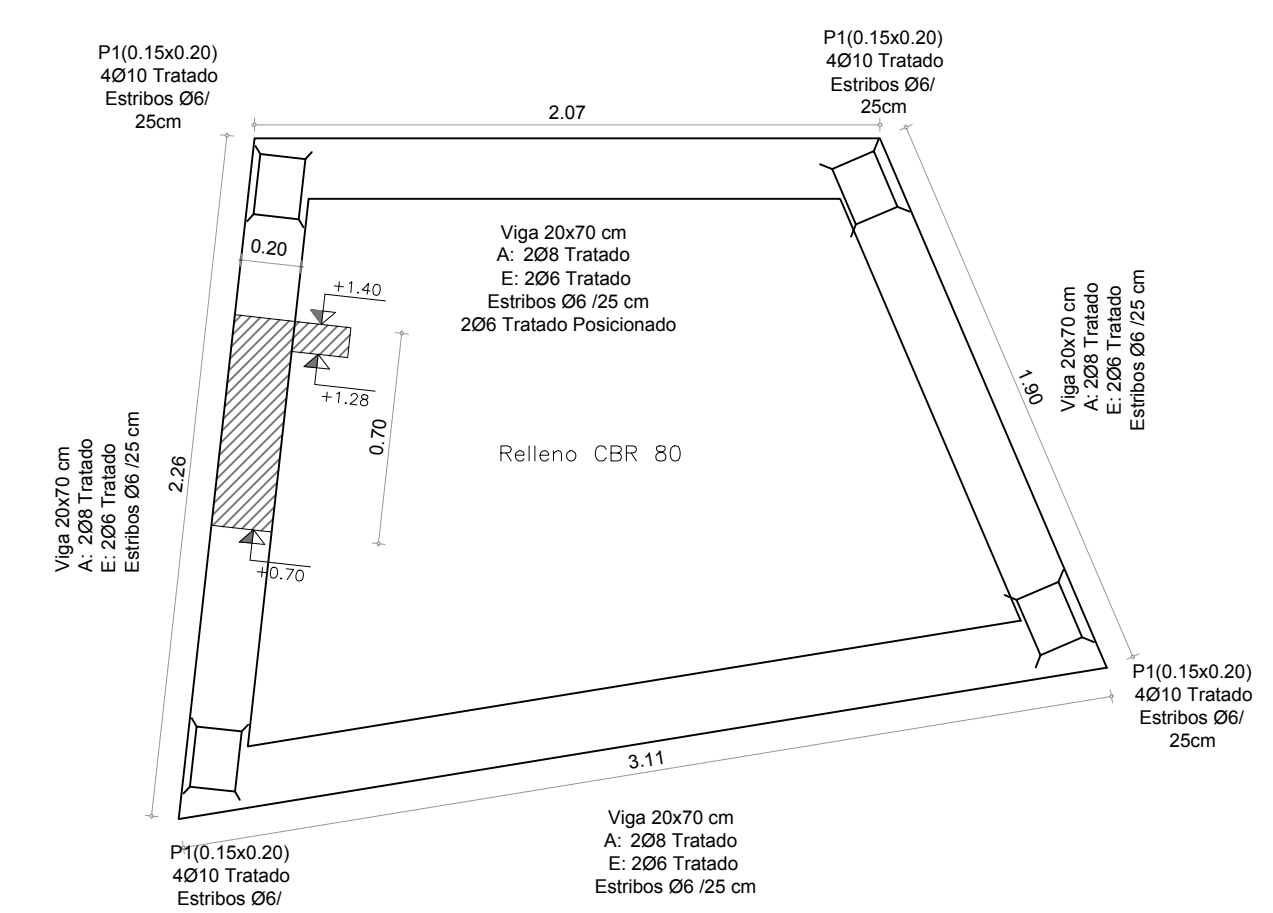 P1(0.15x0.20)
4Ø10 Tratado
Estribos Ø6/
25cm
P1(0.15x0.20)
4Ø10 Tratado
Estribos Ø6/
25cm
2.07
0.20
Viga 20x70 cm
A: 2Ø8 Tratado
E: 2Ø6 Tratado
Estribos Ø6 /25 cm
2Ø6 Tratado Posicionado
+1.40
+1.28
0.70
+0.70
Relleno CBR 80
1.90
Viga 20x70 cm
A: 2Ø8 Tratado
E: 2Ø6 Tratado
Estribos Ø6 /25 cm
Viga 20x70 cm
A: 2Ø8 Tratado
E: 2Ø6 Tratado
Estribos Ø6 /25 cm
2.26
P1(0.15x0.20)
4Ø10 Tratado
Estribos Ø6/
25cm
3.11
Viga 20x70 cm
A: 2Ø8 Tratado
E: 2Ø6 Tratado
Estribos Ø6 /25 cm
P1(0.15x0.20)
4Ø10 Tratado
Estribos Ø6/